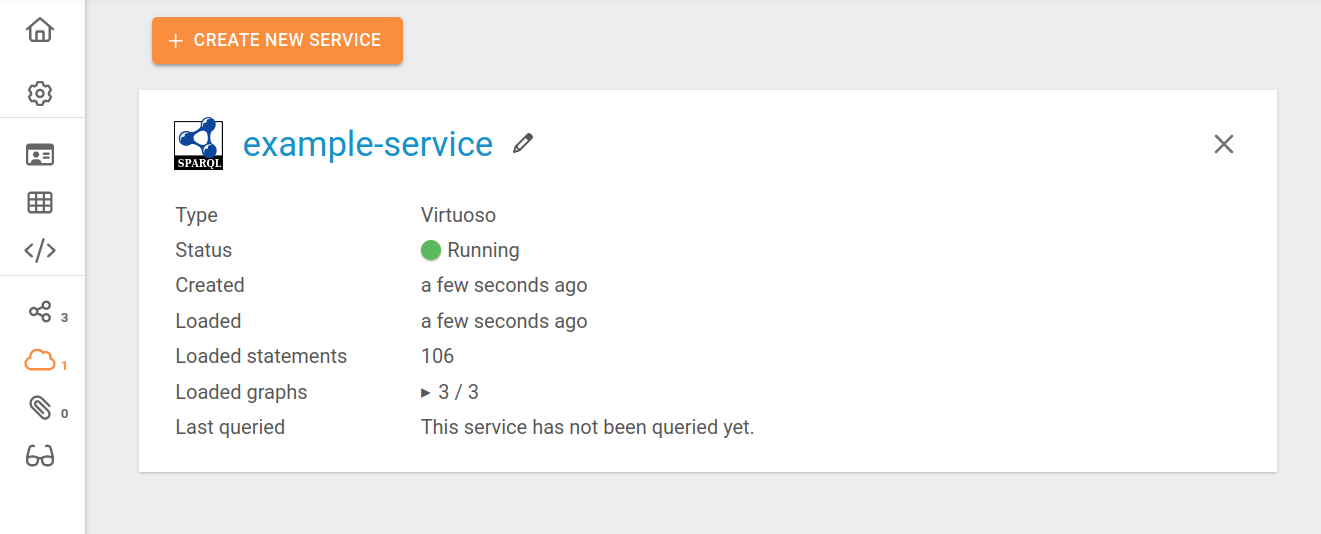 + CREATE NEW SERVICE
SPARQL
example-service
Type Virtuoso
Status Running
Created a few seconds ago
Loaded a few seconds ago
Loaded statements 106
Loaded graphs ▸ 3 / 3
Last queried This service has not been queried yet.
3
1
0